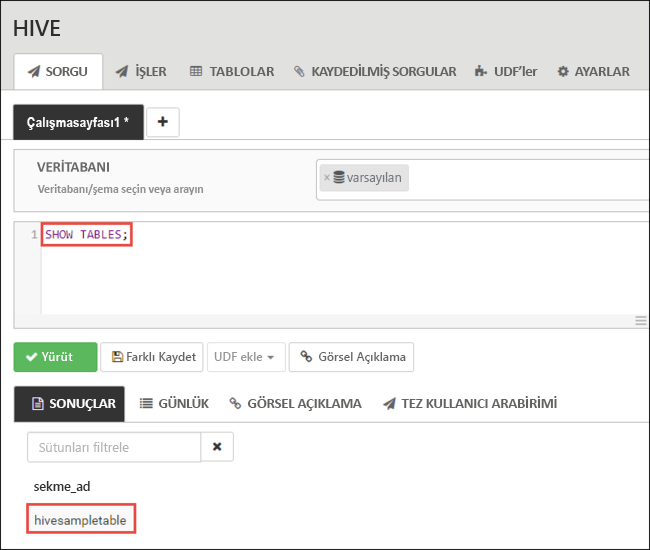 HIVE
SORGU İŞLER TABLOLAR KAYDEDİLMİŞ SORGULAR UDF'ler AYARLAR
Çalışmasayfası1 * +
VERİTABANI
Veritabanı/şema seçin veya arayın
× varsayılan
1 SHOW TABLES;
Yürüt Farklı Kaydet UDF ekle Görsel Açıklama
SONUÇLAR GÜNLÜK GÖRSEL AÇIKLAMA TEZ KULLANICI ARABİRİMİ
Sütunları filtrele
sekme_ad
hivesampletable